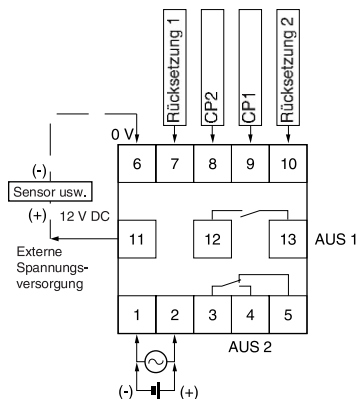 Rücksetzung 1
CP2
CP1
Rücksetzung 2
0 V
6 7 8 9 10
(-)
Sensor usw.
(+) 12 V DC
11 12 13 AUS 1
Externe
Spannungs-
versorgung
1 2 3 4 5
AUS 2
(-) (+)